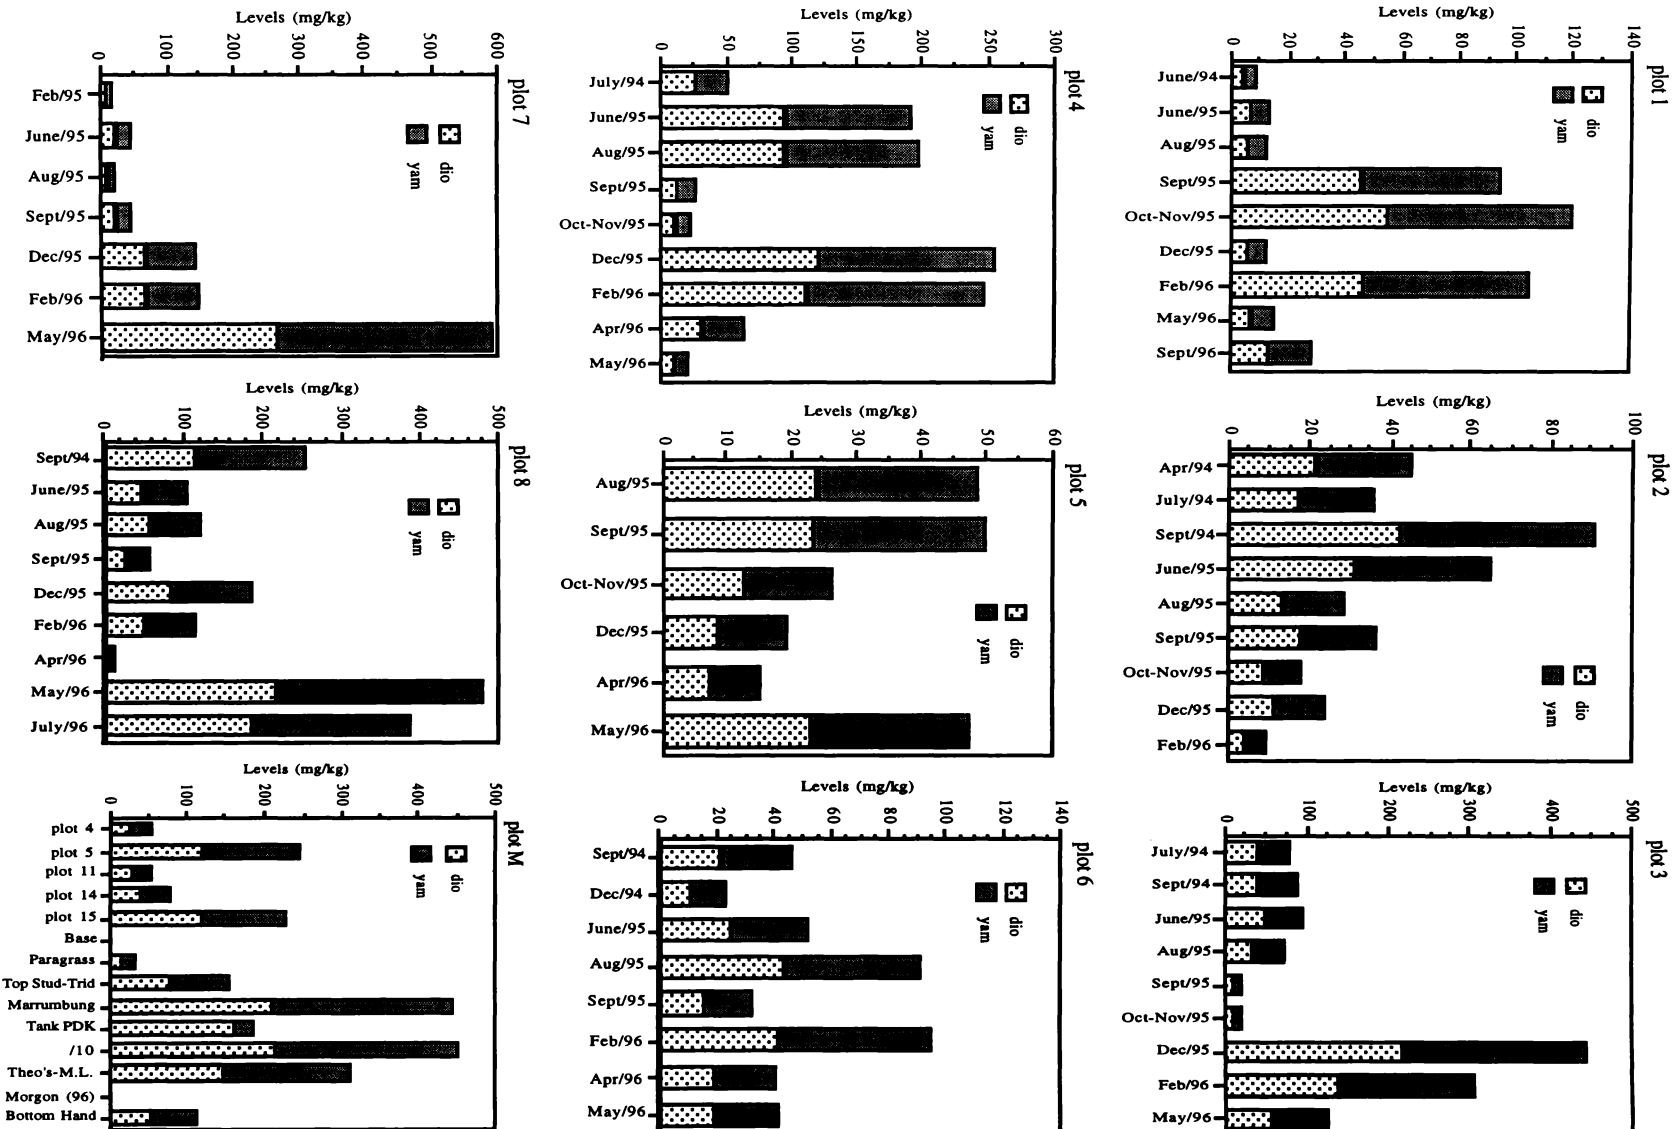 Levels (mg/kg)
0 100 200 300 400 500 600
plot 7
Feb/95
June/95
Aug/95
Sept/95
Dec/95
Feb/96
May/96
dio
yam
Levels (mg/kg)
0 50 100 150 200 250 300
plot 4
July/94
June/95
Aug/95
Sept/95
Oct-Nov/95
Dec/95
Feb/96
Apr/96
May/96
dio
yam
Levels (mg/kg)
0 20 40 60 80 100 120 140
plot 1
June/94
June/95
Aug/95
Sept/95
Oct-Nov/95
Dec/95
Feb/96
May/96
Sept/96
dio
yam
Levels (mg/kg)
0 100 200 300 400 500
plot 8
Sept/94
June/95
Aug/95
Sept/95
Dec/95
Feb/96
Apr/96
May/96
July/96
dio
yam
Levels (mg/kg)
0 10 20 30 40 50 60
plot 5
Aug/95
Sept/95
Oct-Nov/95
Dec/95
Apr/96
May/96
dio
yam
Levels (mg/kg)
0 20 40 60 80 100
plot 2
Apr/94
July/94
Sept/94
June/95
Aug/95
Sept/95
Oct-Nov/95
Dec/95
Feb/96
dio
yam
Levels (mg/kg)
0 100 200 300 400 500
plot M
plot 4
plot 5
plot 11
plot 14
plot 15
Base
Paragrass
Top Stud-Trid
Marrumbung
Tank PDK
/10
Theo's-M.L.
Morgon (96)
Bottom Hand
dio
yam
Levels (mg/kg)
0 20 40 60 80 100 120 140
plot 6
Sept/94
Dec/94
June/95
Aug/95
Sept/95
Feb/96
Apr/96
May/96
dio
yam
Levels (mg/kg)
0 100 200 300 400 500
plot 3
July/94
Sept/94
June/95
Aug/95
Sept/95
Oct-Nov/95
Dec/95
Feb/96
May/96
dio
yam